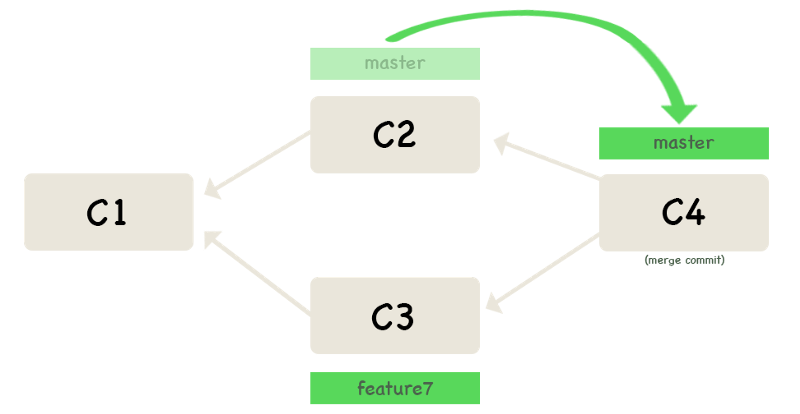 master
C2
master
C1
C4
(merge commit)
C3
feature7